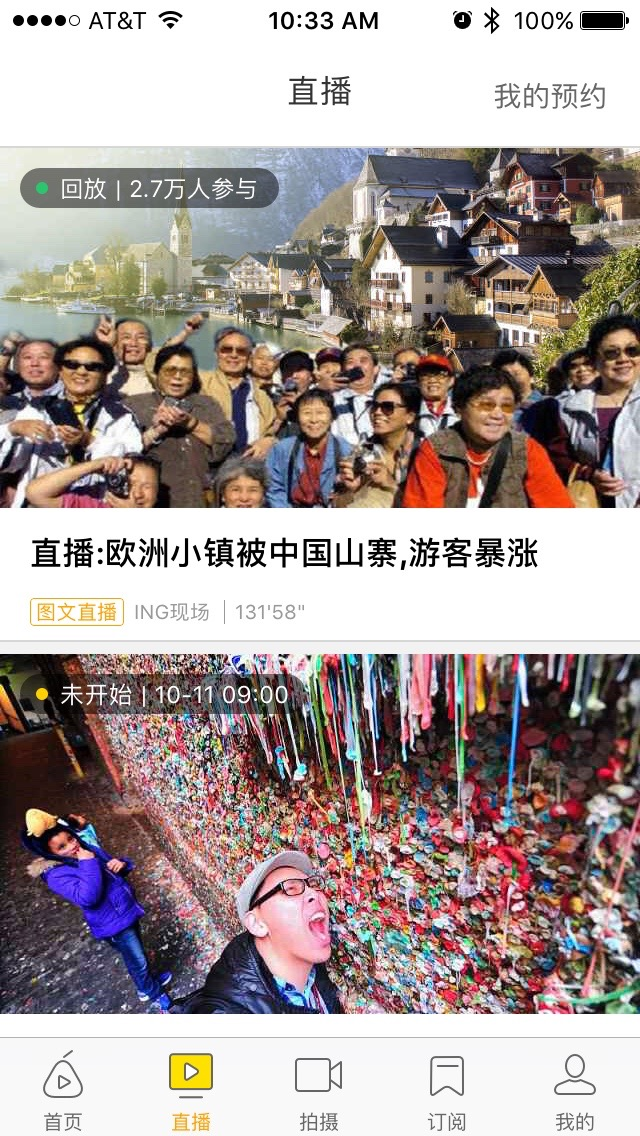 AT&T 10:33 AM 100%
直播 我的预约
回放 | 2.7万人参与
直播:欧洲小镇被中国山寨,游客暴涨
图文直播 ING现场 | 131'58"
未开始 | 10-11 09:00
首页 直播 拍摄 订阅 我的